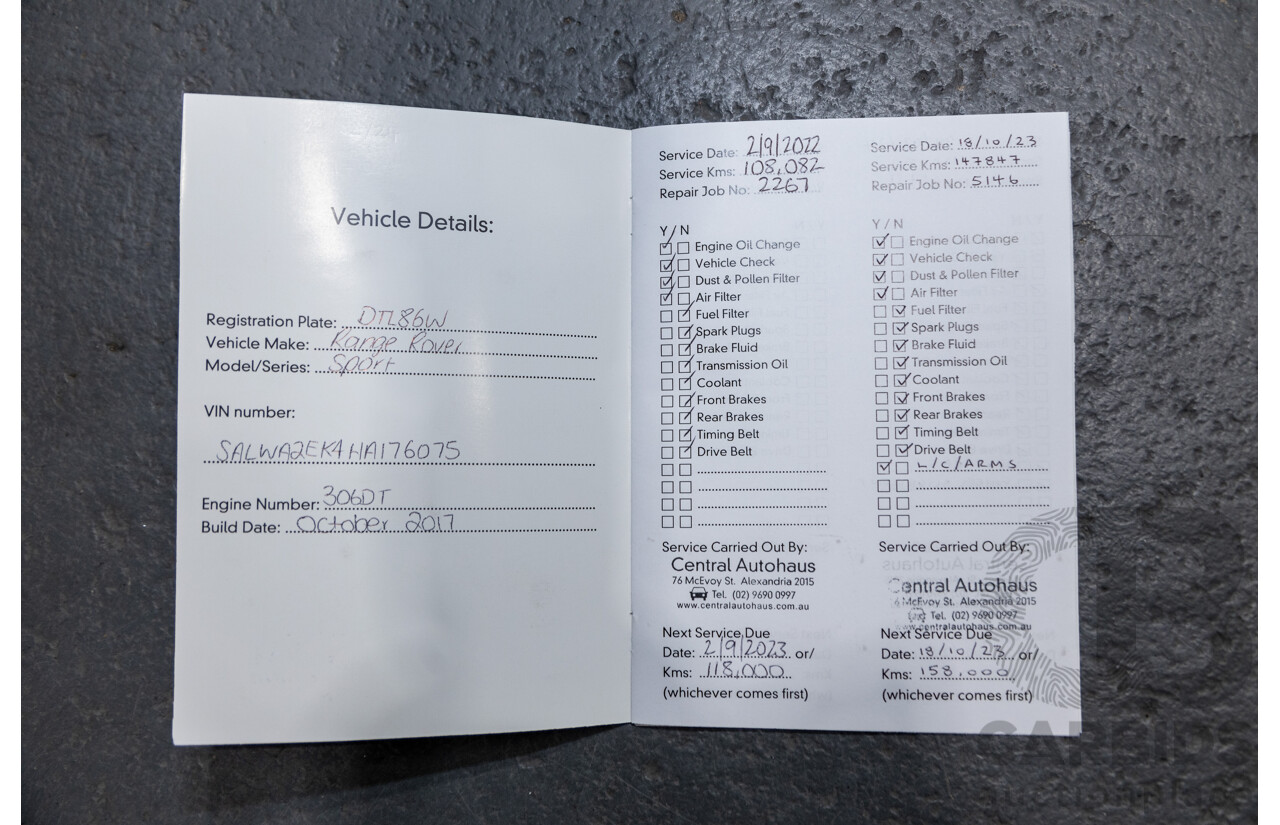 Vehicle Details:
Registration Plate: DTL86W
Vehicle Make: Range Rover
Model/Series: Sport
VIN number:
SALWA2EK4HA176075
Engine Number: 306DT
Build Date: October 2017
Service Date: 2/9/2022
Service Kms: 108,082
Repair Job No: 2267
Y / N
Engine Oil Change
Vehicle Check
Dust & Pollen Filter
Air Filter
Fuel Filter
Spark Plugs
Brake Fluid
Transmission Oil
Coolant
Front Brakes
Rear Brakes
Timing Belt
Drive Belt
Service Carried Out By:
Central Autohaus
76 McEvoy St. Alexandria 2015
Tel. (02) 9690 0997
www.centralautohaus.com.au
Next Service Due
Date: 2/9/2023 or/
Kms: 118,000
(whichever comes first)
Service Date: 18/10/23
Service Kms: 147847
Repair Job No: 5146
Y / N
Engine Oil Change
Vehicle Check
Dust & Pollen Filter
Air Filter
Fuel Filter
Spark Plugs
Brake Fluid
Transmission Oil
Coolant
Front Brakes
Rear Brakes
Timing Belt
Drive Belt
L/C/ARMS
Service Carried Out By:
Central Autohaus
6 McEvoy St. Alexandria 2015
Tel. (02) 9690 0997
www.centralautohaus.com.au
Next Service Due
Date: 18/10/23 or/
Kms: 158,000
(whichever comes first)
CARBIDS